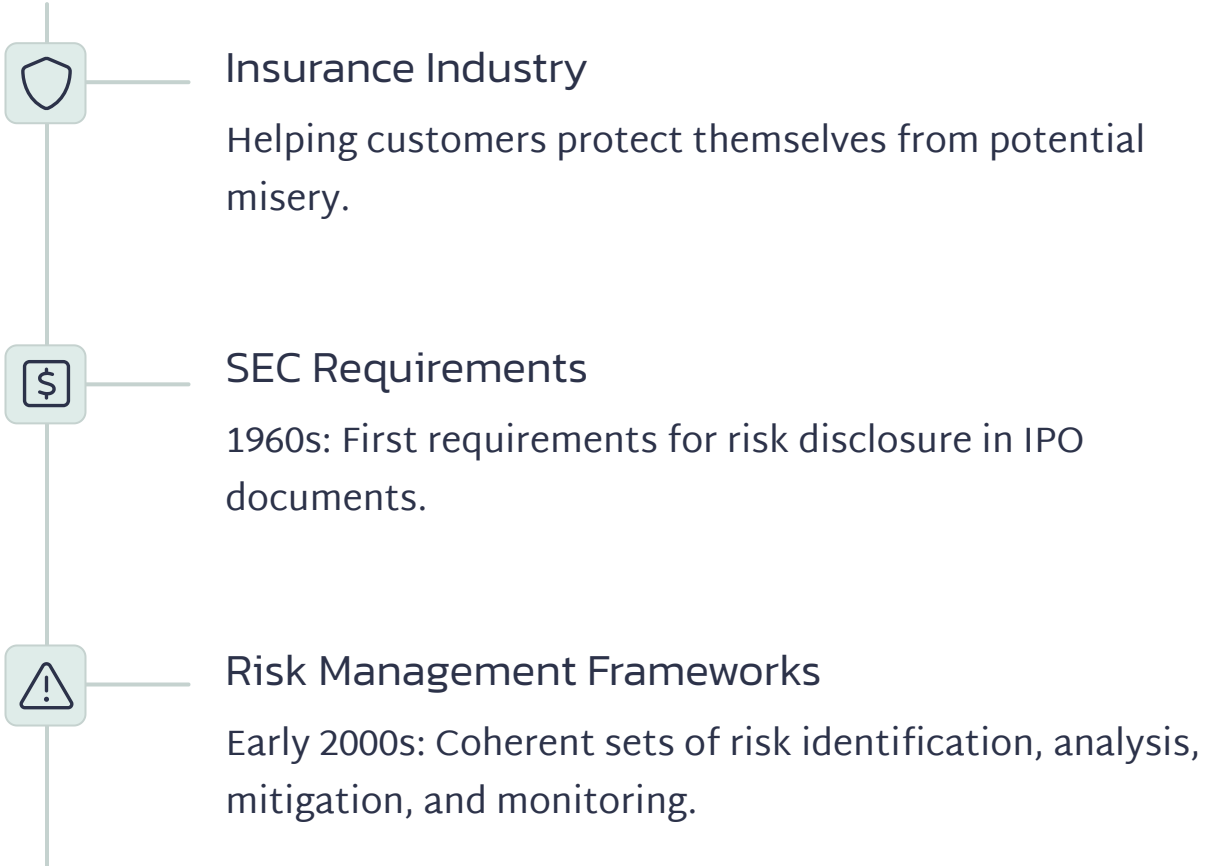 Insurance Industry
Helping customers protect themselves from potential
misery.
$
SEC Requirements
1960s: First requirements for risk disclosure in IPO
documents.
!
Risk Management Frameworks
Early 2000s: Coherent sets of risk identification, analysis,
mitigation, and monitoring.